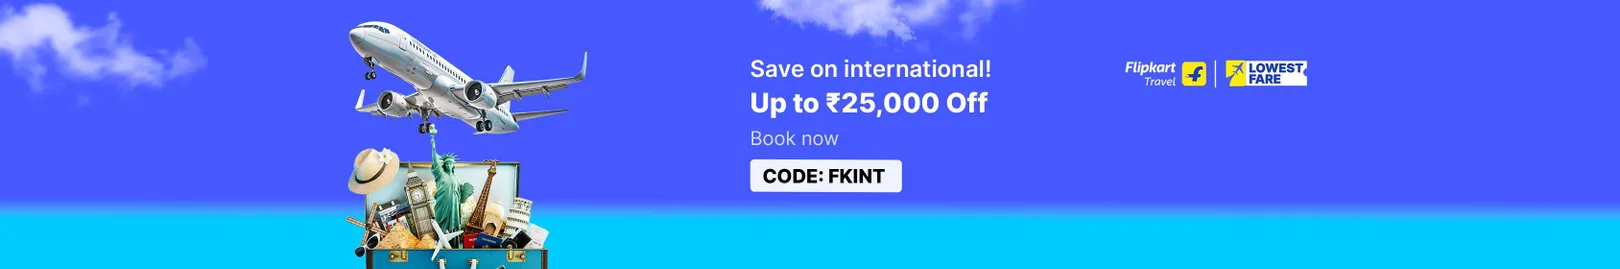 Save on international!
Up to ₹25,000 Off
Book now
CODE: FKINT
Flipkart
Travel
LOWEST
FARE